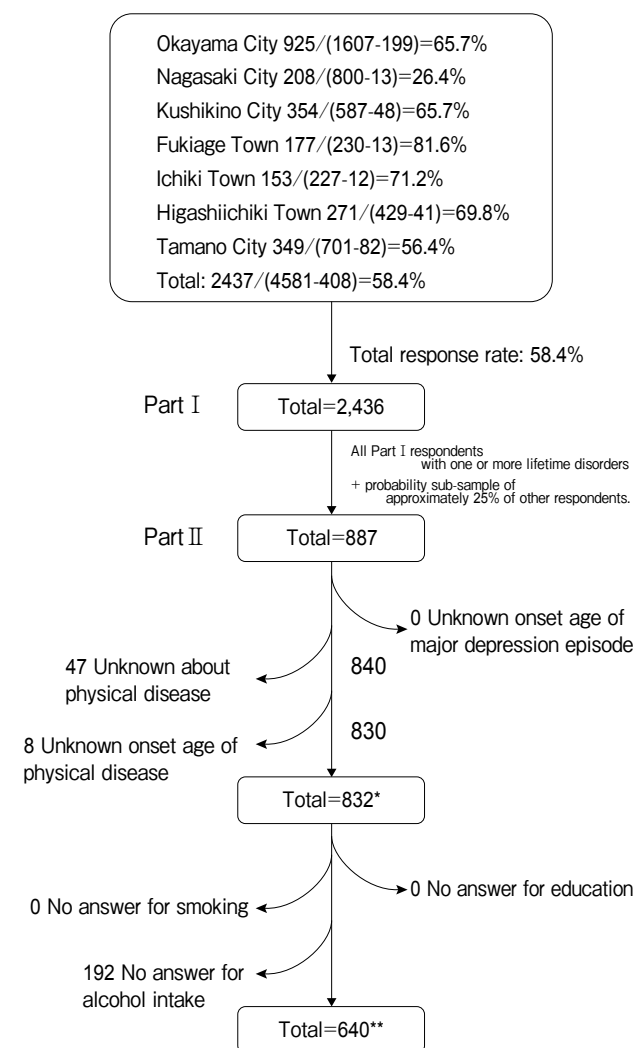 Okayama City 925/(1607-199)=65.7%
Nagasaki City 208/(800-13)=26.4%
Kushikino City 354/(587-48)=65.7%
Fukiage Town 177/(230-13)=81.6%
Ichiki Town 153/(227-12)=71.2%
Higashiichiki Town 271/(429-41)=69.8%
Tamano City 349/(701-82)=56.4%
Total: 2437/(4581-408)=58.4%
Total response rate: 58.4%
Part Ⅰ
Total=2,436
All Part Ⅰ respondents
with one or more lifetime disorders
+ probability sub-sample of
approximately 25% of other respondents.
Part Ⅱ
Total=887
0 Unknown onset age of
major depression episode
47 Unknown about
physical disease
840
8 Unknown onset age of
physical disease
830
Total=832*
0 No answer for smoking
0 No answer for education
192 No answer for
alcohol intake
Total=640**